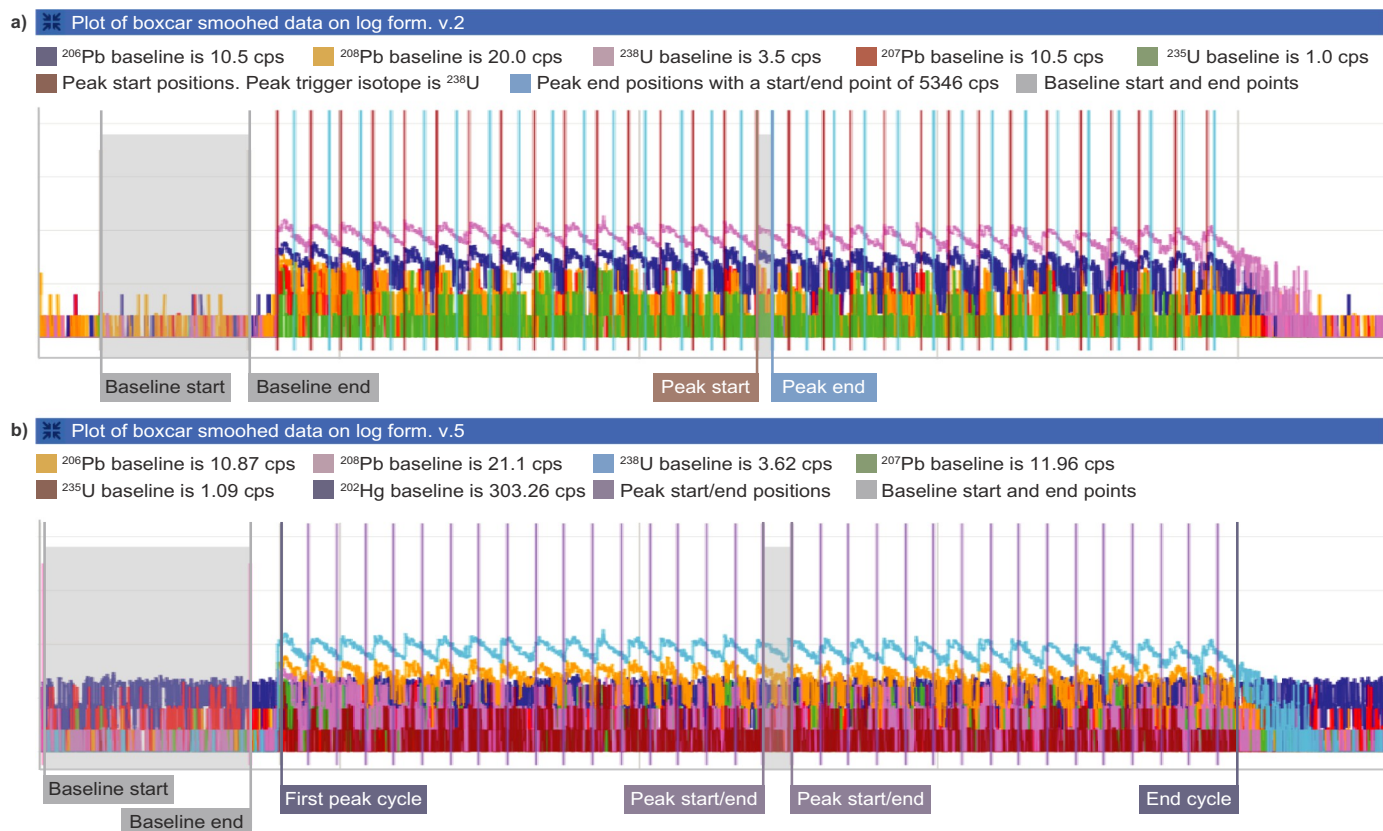 a) Plot of boxcar smoohed data on log form. v.2
²⁰⁶Pb baseline is 10.5 cps ²⁰⁸Pb baseline is 20.0 cps ²³⁸U baseline is 3.5 cps ²⁰⁷Pb baseline is 10.5 cps ²³⁵U baseline is 1.0 cps
Peak start positions. Peak trigger isotope is ²³⁸U Peak end positions with a start/end point of 5346 cps Baseline start and end points
Baseline start Baseline end Peak start Peak end
b) Plot of boxcar smoohed data on log form. v.5
²⁰⁶Pb baseline is 10.87 cps ²⁰⁸Pb baseline is 21.1 cps ²³⁸U baseline is 3.62 cps ²⁰⁷Pb baseline is 11.96 cps
²³⁵U baseline is 1.09 cps ²⁰²Hg baseline is 303.26 cps Peak start/end positions Baseline start and end points
Baseline start First peak cycle Peak start/end Peak start/end End cycle
Baseline end